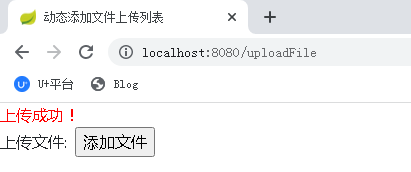 动态添加文件上传列表
localhost:8080/uploadFile
U+平台 Blog
上传成功！
上传文件: 添加文件